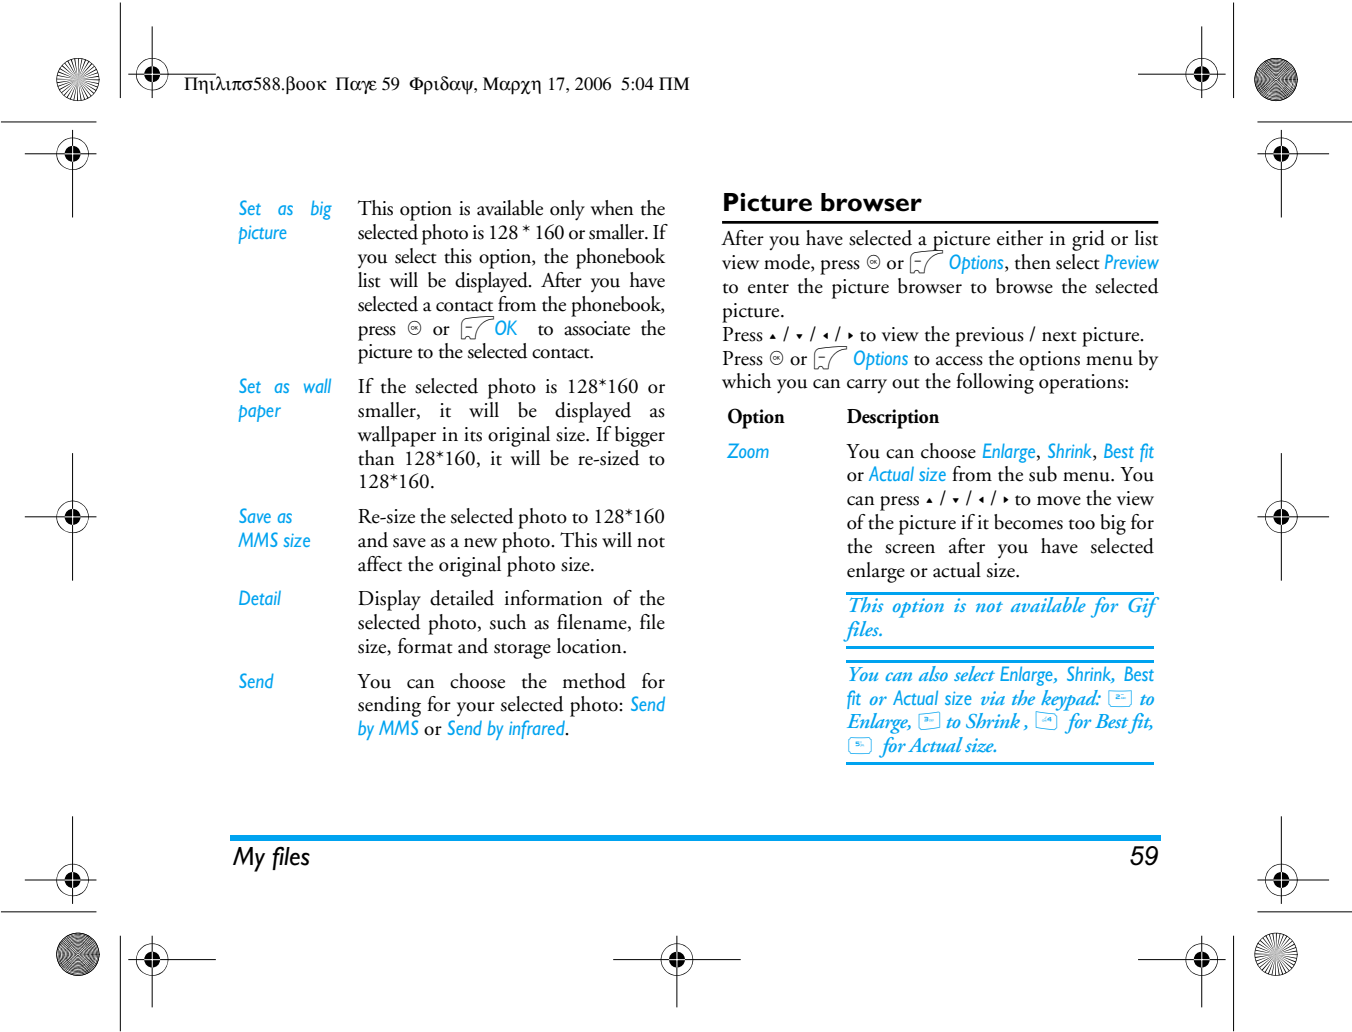 Πηιλιπσ588.βοοκ Παγε 59 Φριδαψ, Μαρχη 17, 2006 5:04 ΠΜ
Set as big
picture
This option is available only when the
selected photo is 128 * 160 or smaller. If
you select this option, the phonebook
list will be displayed. After you have
selected a contact from the phonebook,
press or OK to associate the
picture to the selected contact.
Set as wall
paper
If the selected photo is 128*160 or
smaller, it will be displayed as
wallpaper in its original size. If bigger
than 128*160, it will be re-sized to
128*160.
Save as
MMS size
Re-size the selected photo to 128*160
and save as a new photo. This will not
affect the original photo size.
Detail
Display detailed information of the
selected photo, such as filename, file
size, format and storage location.
Send
You can choose the method for
sending for your selected photo: Send
by MMS or Send by infrared.
Picture browser
After you have selected a picture either in grid or list
view mode, press or Options, then select Preview
to enter the picture browser to browse the selected
picture.
Press / / / to view the previous / next picture.
Press or Options to access the options menu by
which you can carry out the following operations:
Option Description
Zoom
You can choose Enlarge, Shrink, Best fit
or Actual size from the sub menu. You
can press / / / to move the view
of the picture if it becomes too big for
the screen after you have selected
enlarge or actual size.
This option is not available for Gif
files.
You can also select Enlarge, Shrink, Best
fit or Actual size via the keypad: 2 to
Enlarge, 3 to Shrink , 4 for Best fit,
5 for Actual size.
My files 59